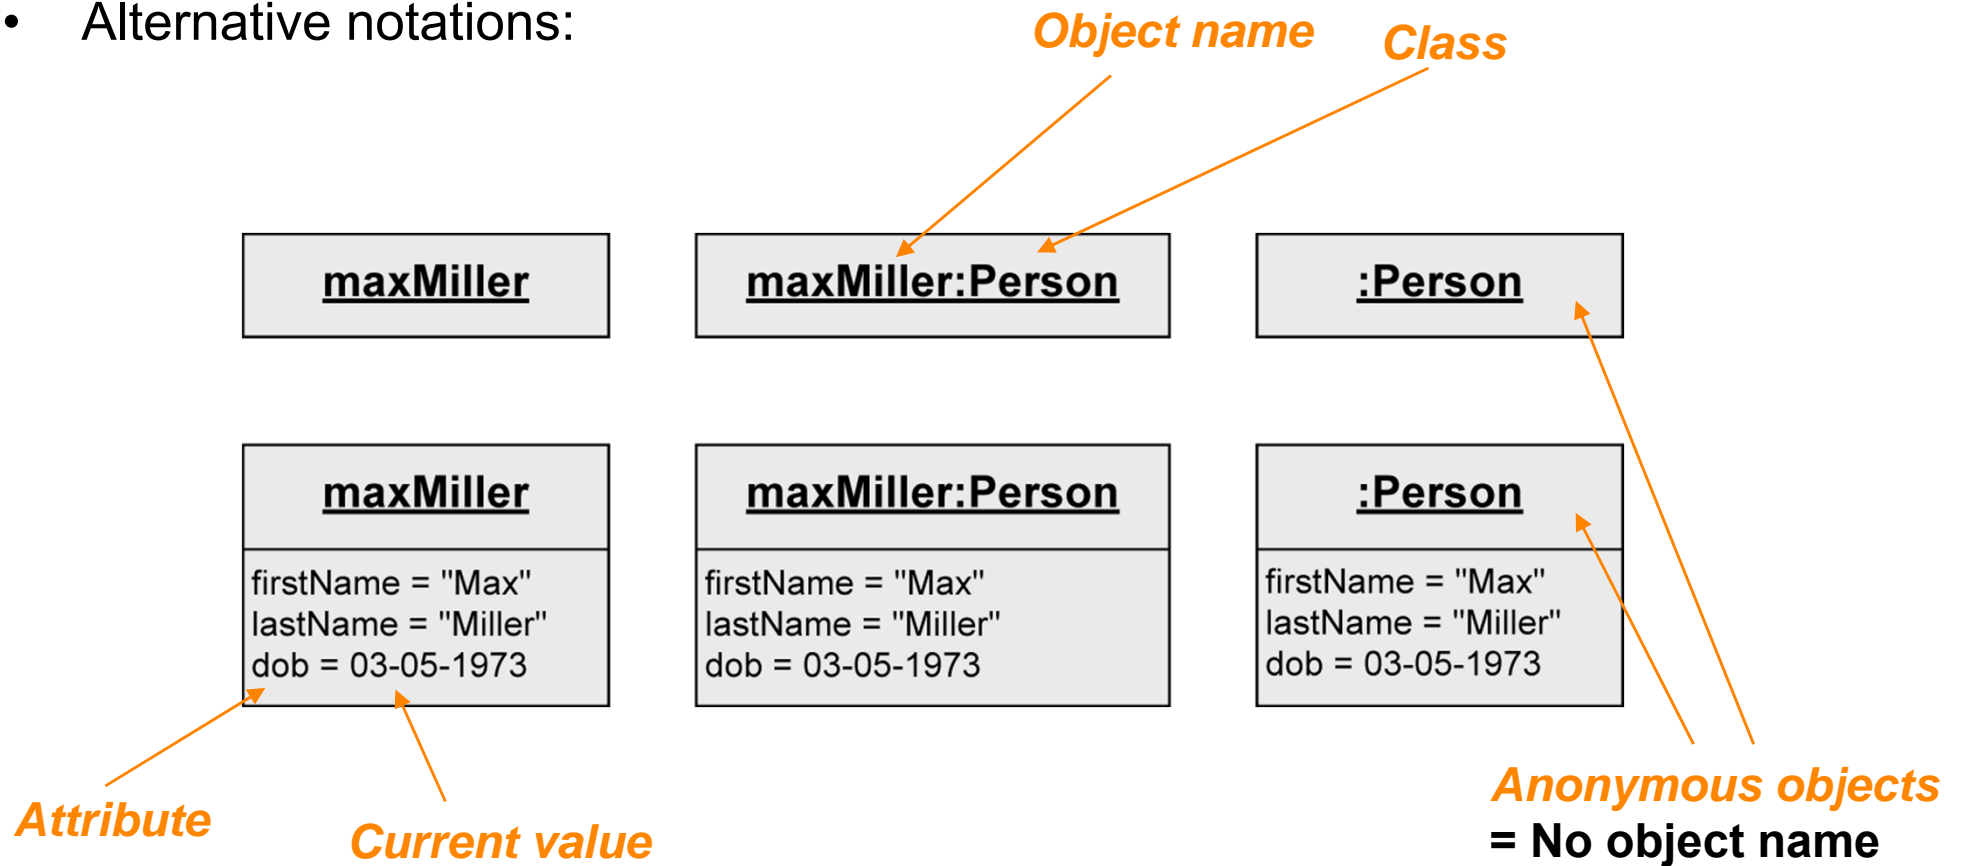 • Alternative notations:
Object name
Class
maxMiller
maxMiller:Person
:Person
maxMiller
firstName = "Max"
lastName = "Miller"
dob = 03-05-1973
maxMiller:Person
firstName = "Max"
lastName = "Miller"
dob = 03-05-1973
:Person
firstName = "Max"
lastName = "Miller"
dob = 03-05-1973
Attribute
Current value
Anonymous objects
= No object name